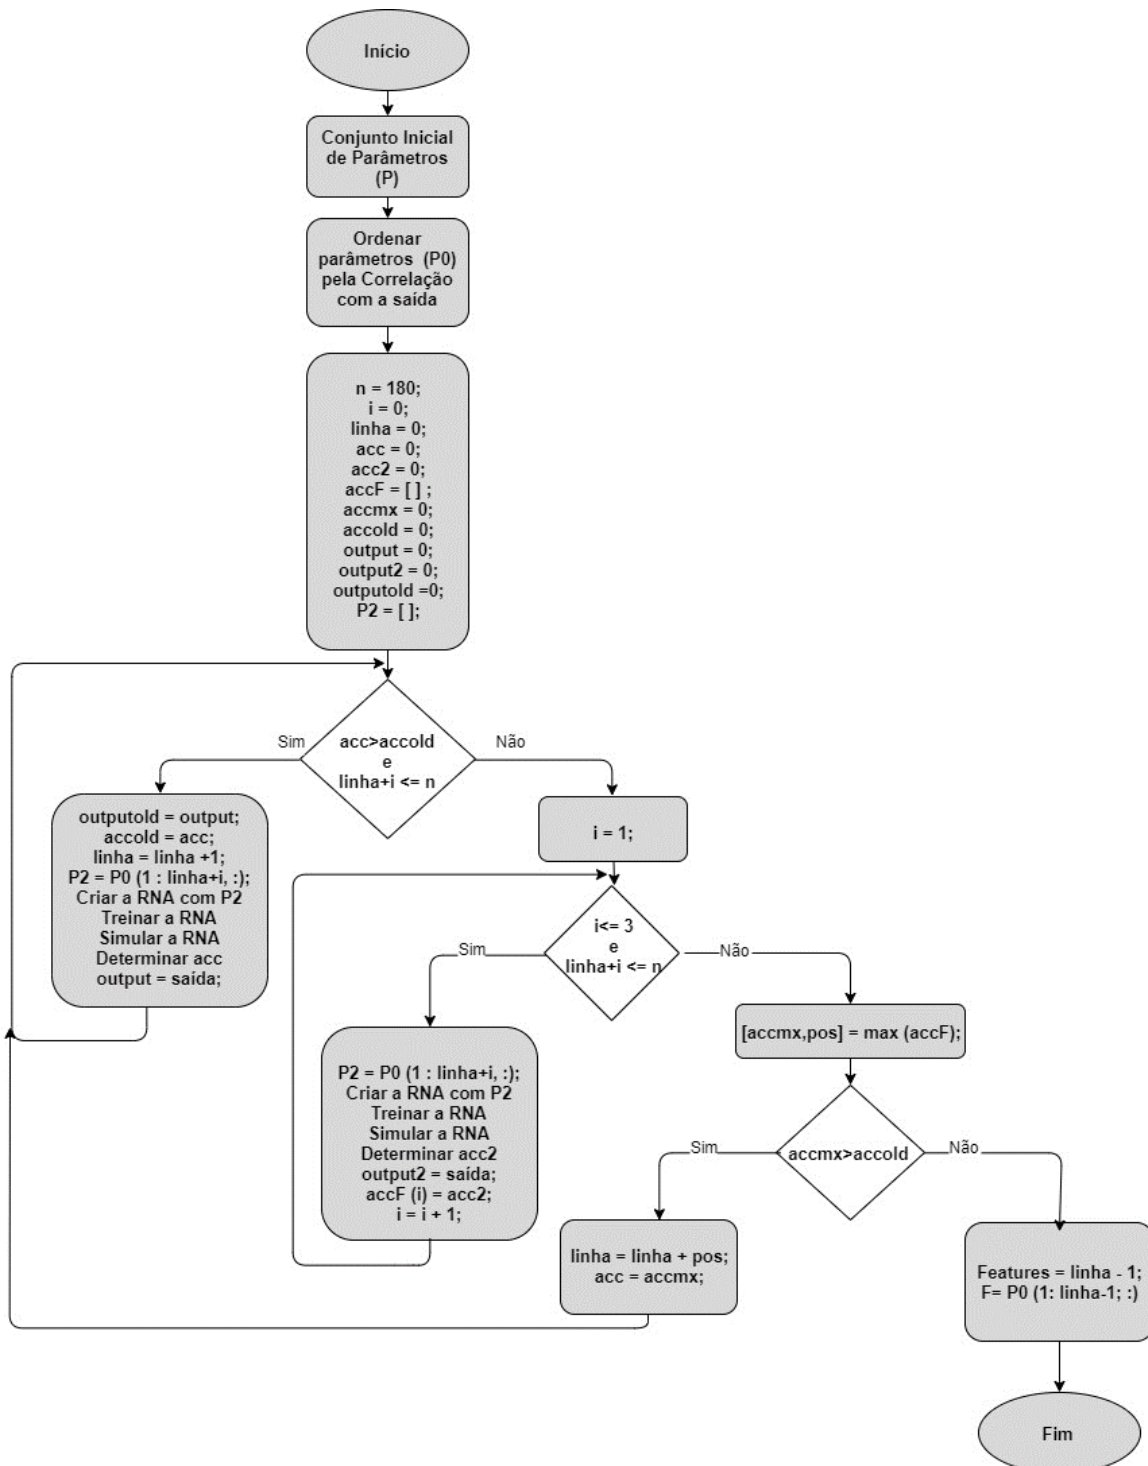 Início
Conjunto Inicial
de Parâmetros
(P)
Ordenar
parâmetros (P0)
pela Correlação
com a saída
n = 180;
i = 0;
linha = 0;
acc = 0;
acc2 = 0;
accF = [ ] ;
accmx = 0;
accold = 0;
output = 0;
output2 = 0;
outputold =0;
P2 = [ ];
acc>accold
e
linha+i <= n
Sim
Não
outputold = output;
accold = acc;
linha = linha +1;
P2 = P0 (1 : linha+i, :);
Criar a RNA com P2
Treinar a RNA
Simular a RNA
Determinar acc
output = saída;
i = 1;
i<= 3
e
linha+i <= n
Sim
Não
P2 = P0 (1 : linha+i, :);
Criar a RNA com P2
Treinar a RNA
Simular a RNA
Determinar acc2
output2 = saída;
accF (i) = acc2;
i = i + 1;
[accmx,pos] = max (accF);
accmx>accold
Sim
Não
linha = linha + pos;
acc = accmx;
Features = linha - 1;
F= P0 (1: linha-1; :)
Fim